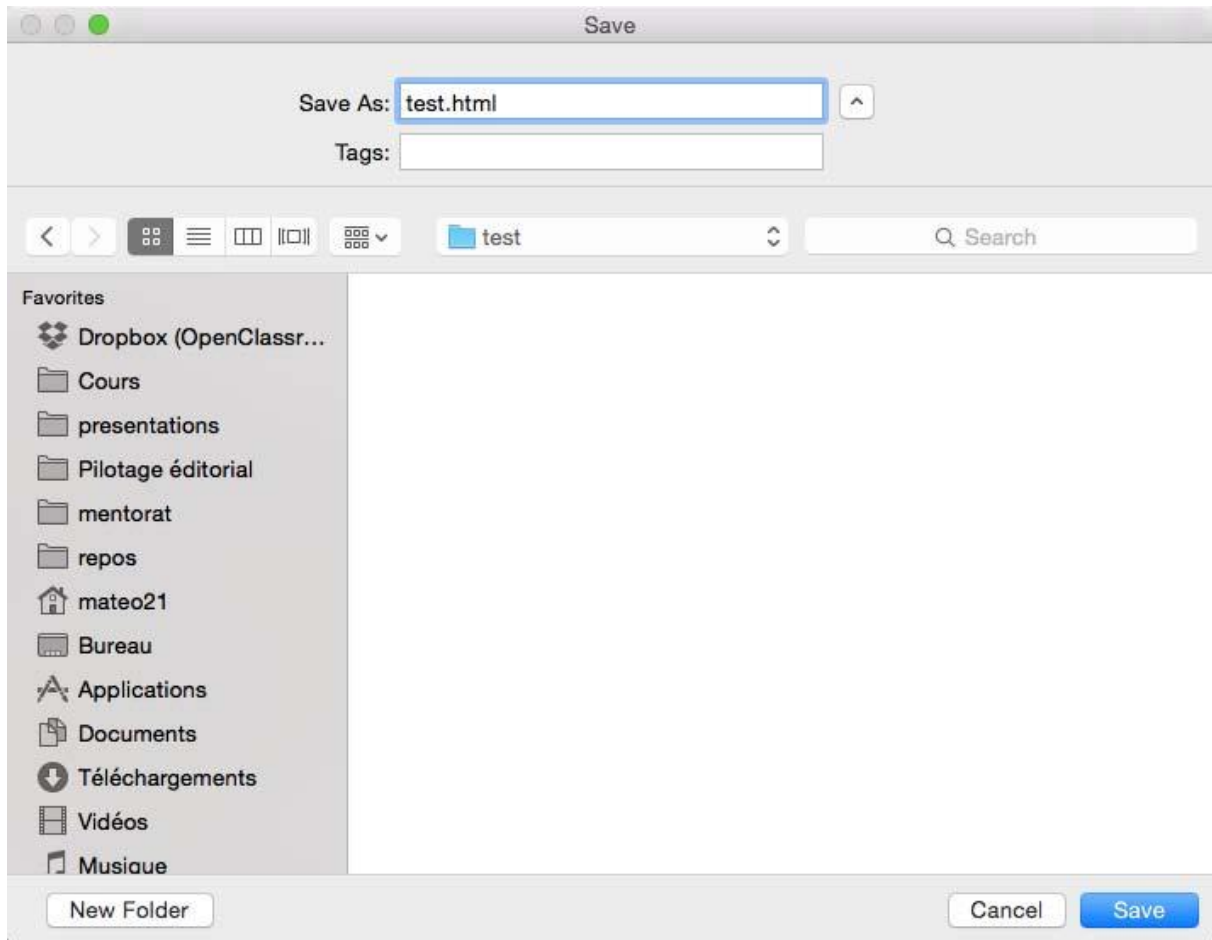 Save
Save As: test.html
Tags:
test
Search
Favorites
Dropbox (OpenClassr...
Cours
presentations
Pilotage éditorial
mentorat
repos
mateo21
Bureau
Applications
Documents
Téléchargements
Vidéos
Musique
New Folder Cancel Save